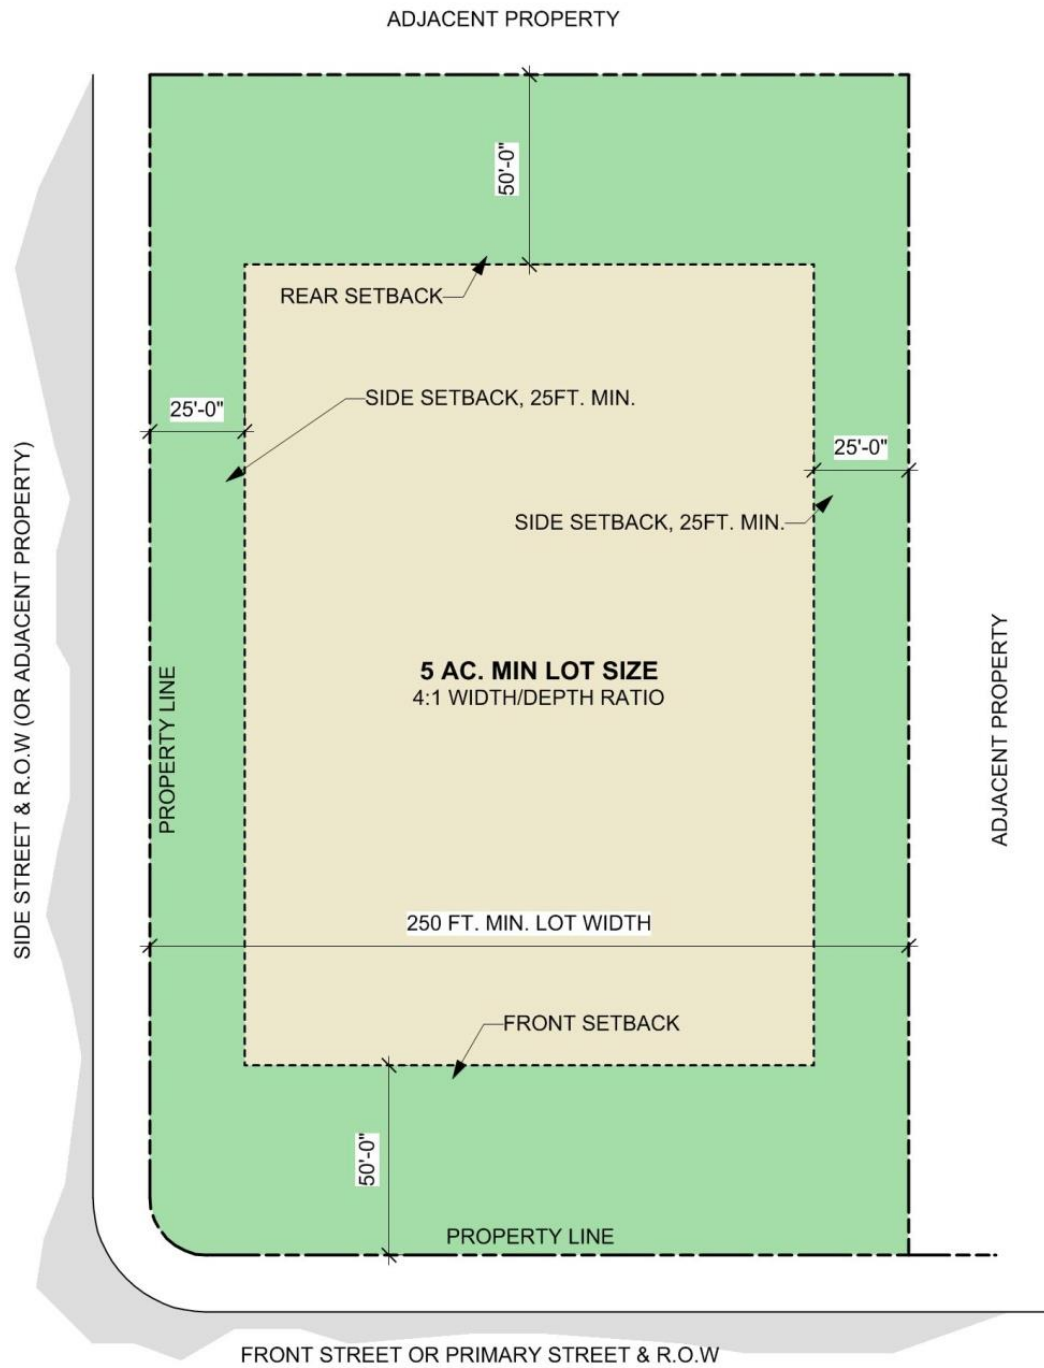 ADJACENT PROPERTY
50'-0"
REAR SETBACK
SIDE SETBACK, 25FT. MIN.
25'-0"
25'-0"
SIDE SETBACK, 25FT. MIN.
SIDE STREET & R.O.W (OR ADJACENT PROPERTY)
PROPERTY LINE
5 AC. MIN LOT SIZE
4:1 WIDTH/DEPTH RATIO
ADJACENT PROPERTY
250 FT. MIN. LOT WIDTH
FRONT SETBACK
50'-0"
PROPERTY LINE
FRONT STREET OR PRIMARY STREET & R.O.W